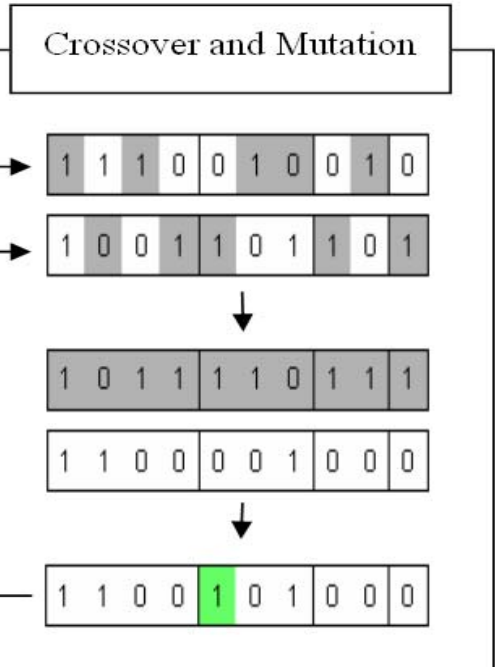 Crossover and Mutation
1 1 1 0 0 1 0 0 1 0
1 0 0 1 1 0 1 1 0 1
1 0 1 1 1 1 0 1 1 1
1 1 0 0 0 0 1 0 0 0
1 1 0 0 1 0 1 0 0 0